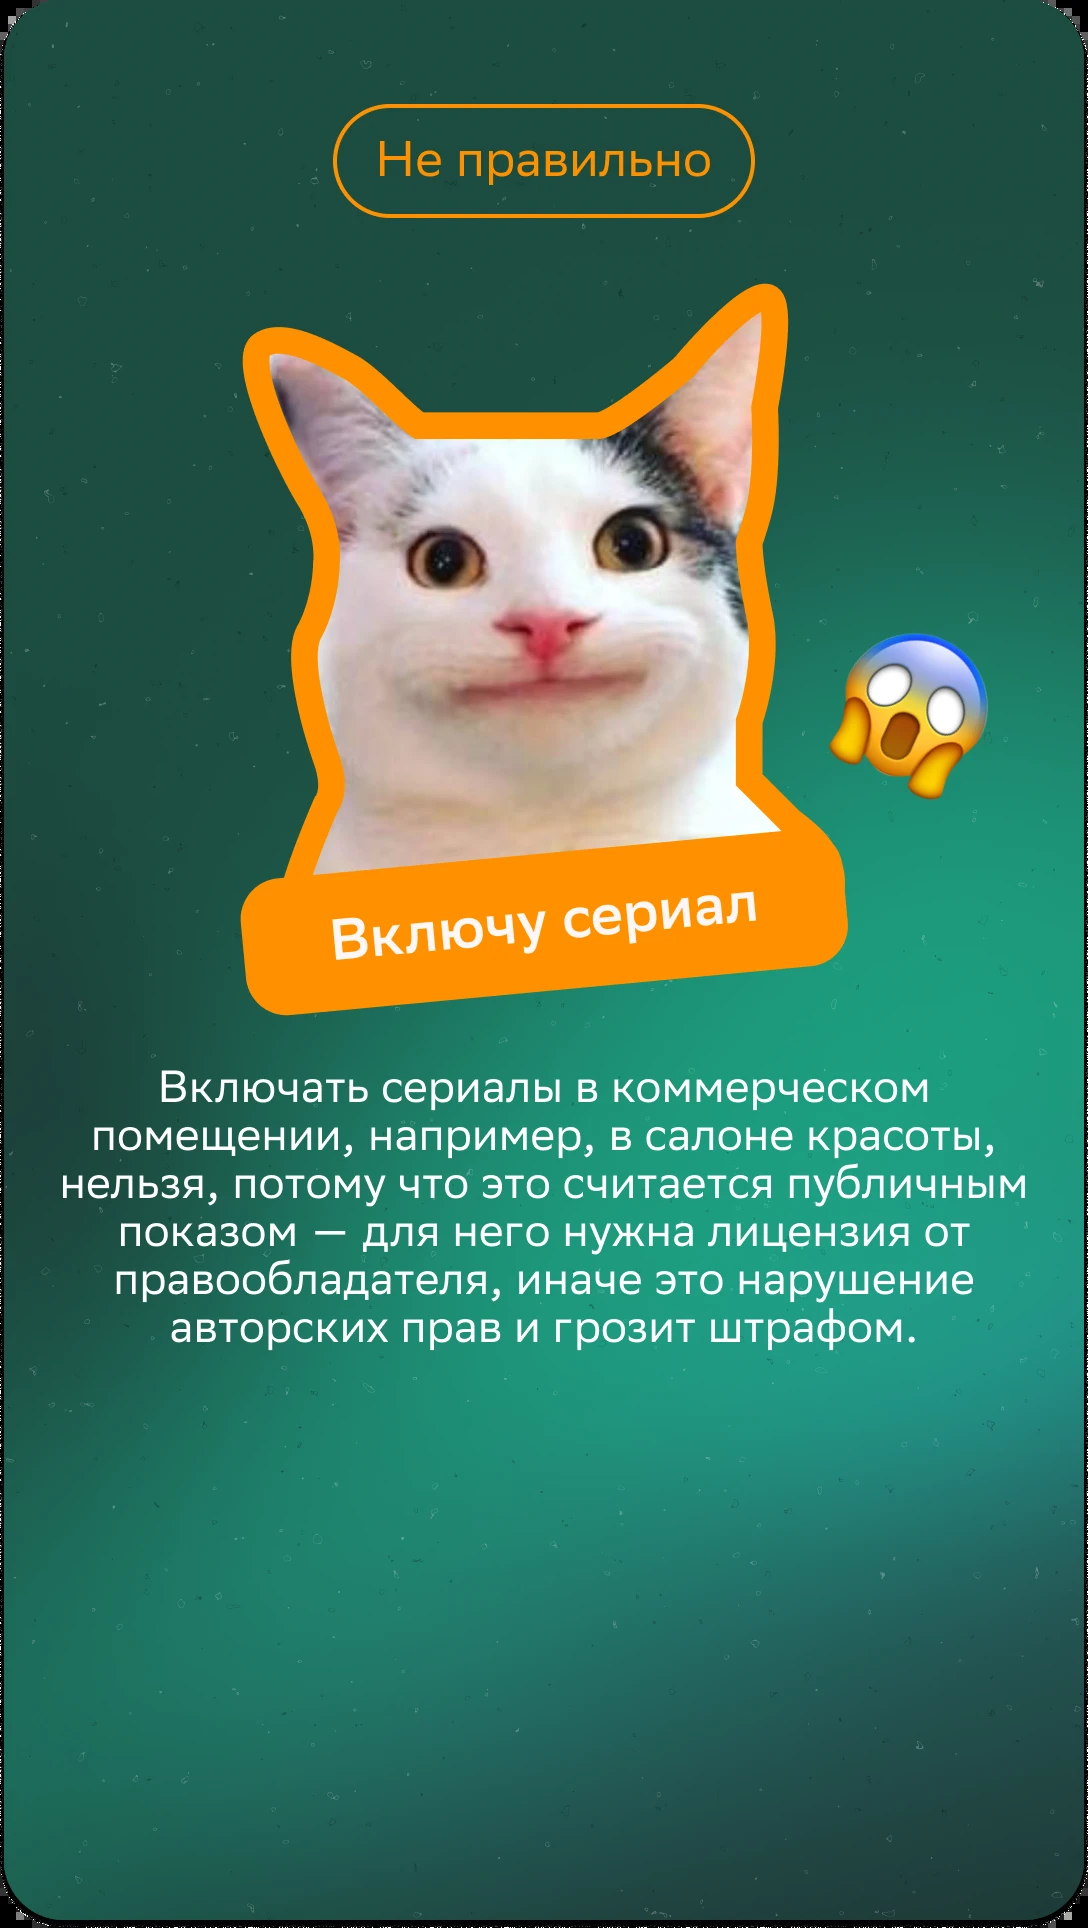 Не правильно
Включу сериал
Включать сериалы в коммерческом
помещении, например, в салоне красоты,
нельзя, потому что это считается публичным
показом — для него нужна лицензия от
правообладателя, иначе это нарушение
авторских прав и грозит штрафом.